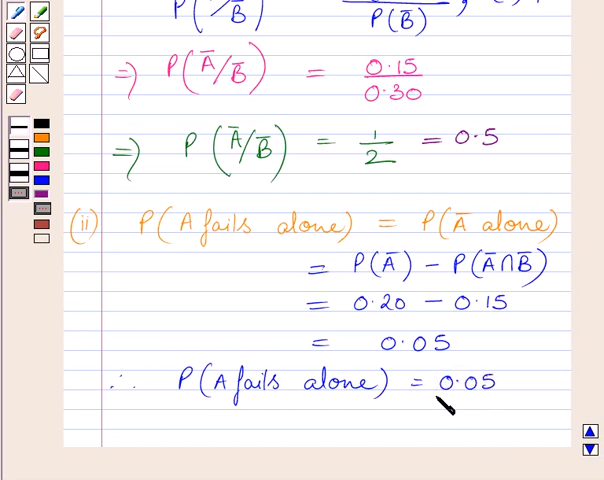 P(Ā/B̄) P(B̄)
=) P(Ā/B̄) = 0.15/0.30
=) P(Ā/B̄) = 1/2 = 0.5
(ii) P(A fails alone) = P(Ā alone)
= P(Ā) - P(Ā∩B̄)
= 0.20 - 0.15
= 0.05
∴ P(A fails alone) = 0.05